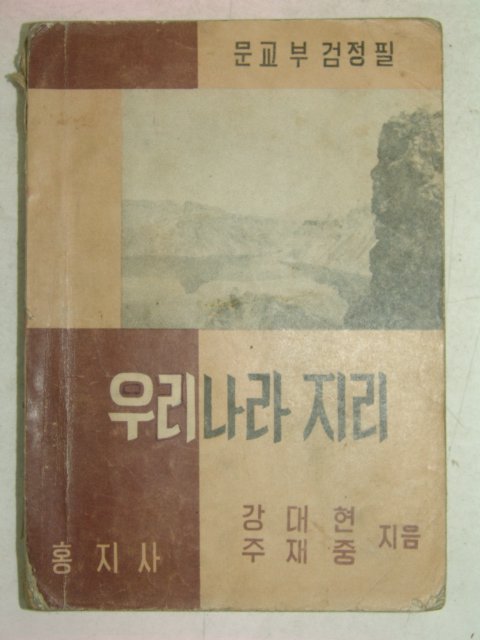 문교부 검정필
우리나라 지리
강대현
주재중 지음
홍지사